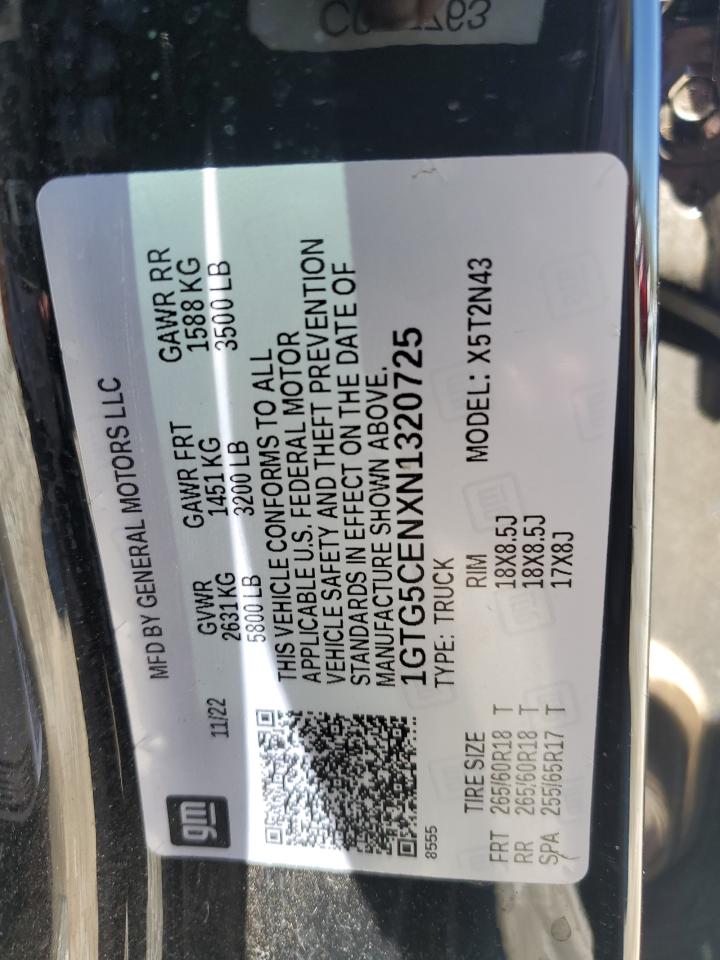 MFD BY GENERAL MOTORS LLC
gm
11/22
GVWR GAWR FRT GAWR RR
2631KG 1451 KG 1588 KG
5800 LB 3200 LB 3500 LB
THIS VEHICLE CONFORMS TO ALL
APPLICABLE U.S. FEDERAL MOTOR
VEHICLE SAFETY AND THEFT PREVENTION
STANDARDS IN EFFECT ON THE DATE OF
MANUFACTURE SHOWN ABOVE.
1GTG5CENXN1320725
8555
TYPE: TRUCK
MODEL: X5T2N43
TIRE SIZE RIM
FRT 265/60R18 T 18X8.5J
RR 265/60R18 T 18X8.5J
SPA 255/65R17 T 17X8J